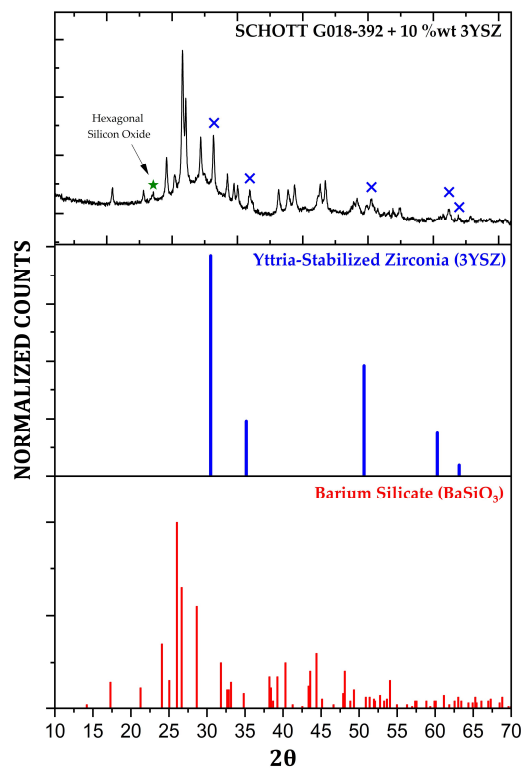 SCHOTT G018-392 + 10 %wt 3YSZ
Hexagonal
Silicon Oxide
Yttria-Stabilized Zirconia (3YSZ)
NORMALIZED COUNTS
Barium Silicate (BaSiO₃)
10 15 20 25 30 35 40 45 50 55 60 65 70
2θ